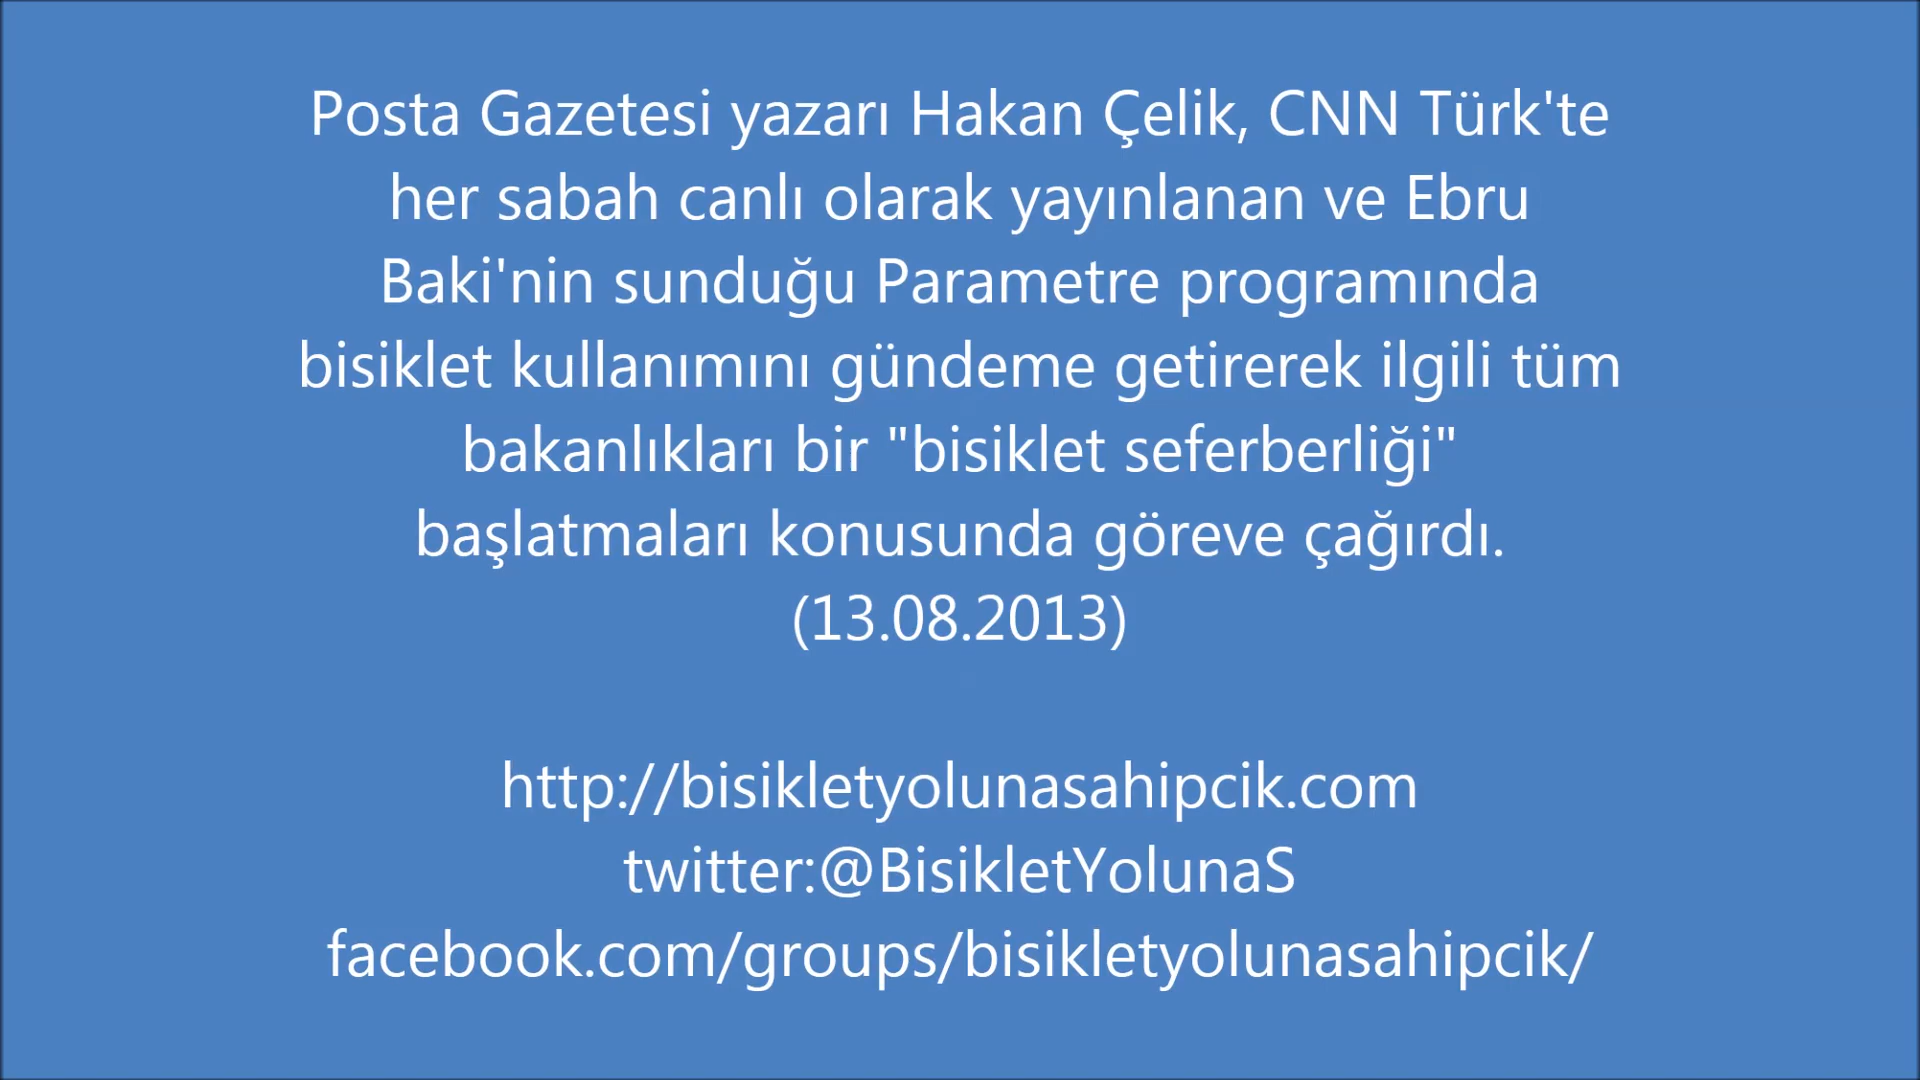 Posta Gazetesi yazarı Hakan Çelik, CNN Türk'te
her sabah canlı olarak yayınlanan ve Ebru
Baki'nin sunduğu Parametre programında
bisiklet kullanımını gündeme getirerek ilgili tüm
bakanlıkları bir "bisiklet seferberliği"
başlatmaları konusunda göreve çağırdı.
(13.08.2013)
http://bisikletyolunasahipcik.com
twitter:@BisikletYolunaS
facebook.com/groups/bisikletyolunasahipcik/